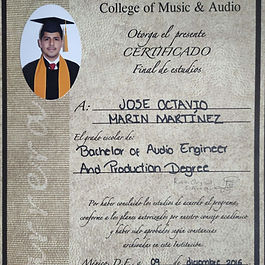 College of Music & Audio
Otorga el presente
CERTIFICADO
Final de estudios
A: JOSE OCTAVIO
MARIN MARTINEZ
El grado escolar de:
Bachelor of Audio Engineer
And Production Degree
Por haber concluido los estudios de acuerdo al programa,
conforme a los planes autorizados por nuestro consejo académico
y haber sido aprobados según constancias
archivadas en esta Institución.
México, D.F. a 09 de diciembre 2016